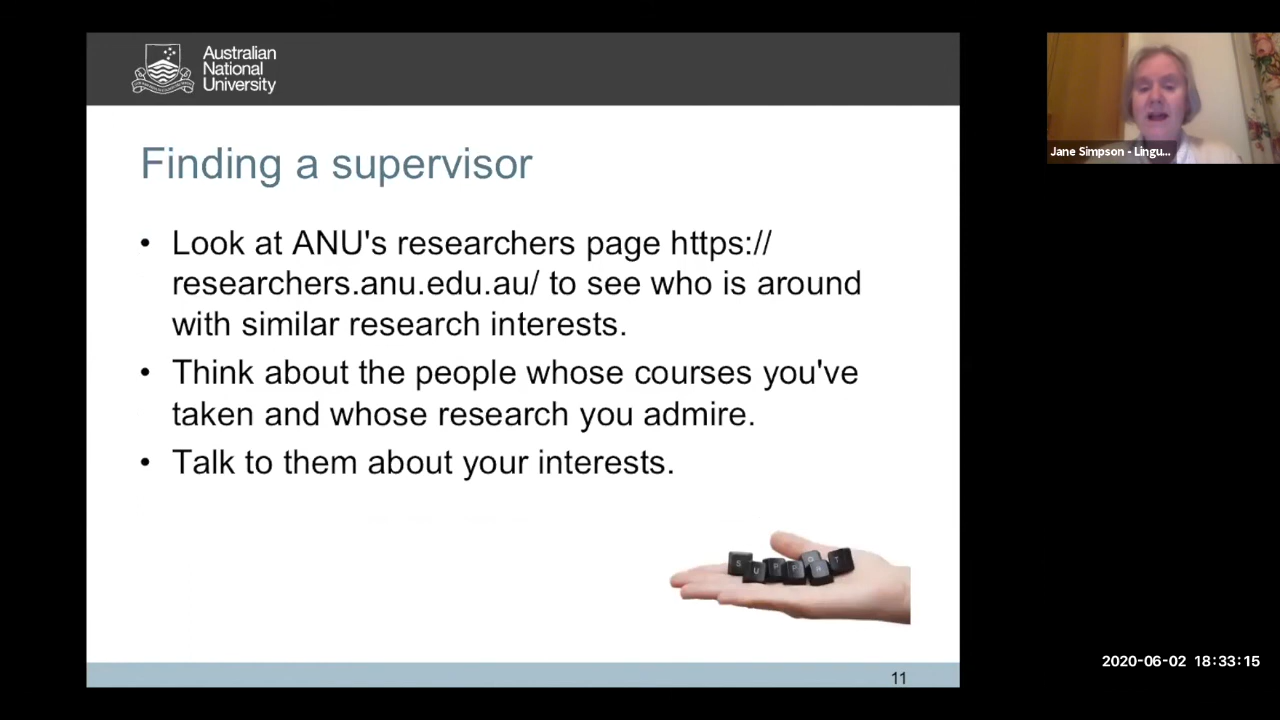 Australian
National
University
Jane Simpson - Lingu...
Finding a supervisor
• Look at ANU's researchers page https://
researchers.anu.edu.au/ to see who is around
with similar research interests.
• Think about the people whose courses you've
taken and whose research you admire.
• Talk to them about your interests.
S U P P O R T
2020-06-02 18:33:15
11